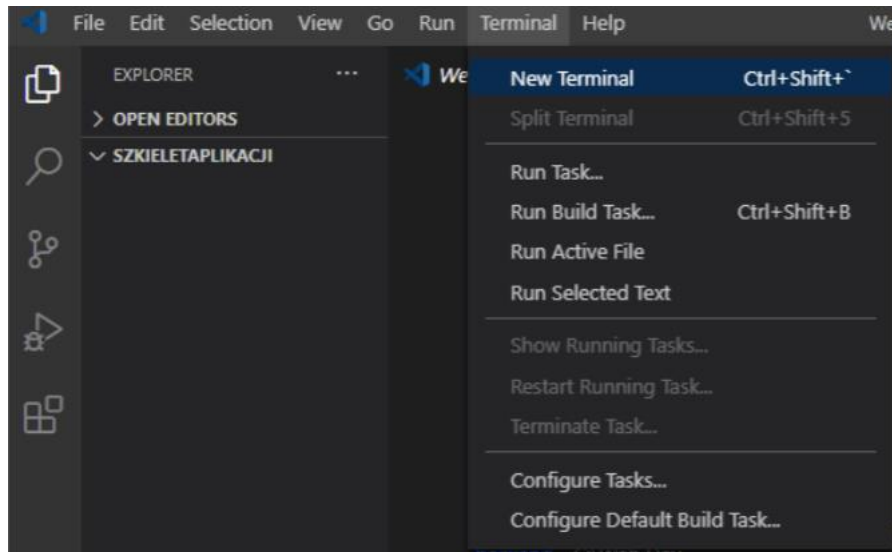 File Edit Selection View Go Run Terminal Help We
EXPLORER ...
We
OPEN EDITORS
SZKIELETAPLIKACJI
New Terminal Ctrl+Shift+`
Split Terminal Ctrl+Shift+5
Run Task...
Run Build Task... Ctrl+Shift+B
Run Active File
Run Selected Text
Show Running Tasks...
Restart Running Task...
Terminate Task...
Configure Tasks...
Configure Default Build Task...